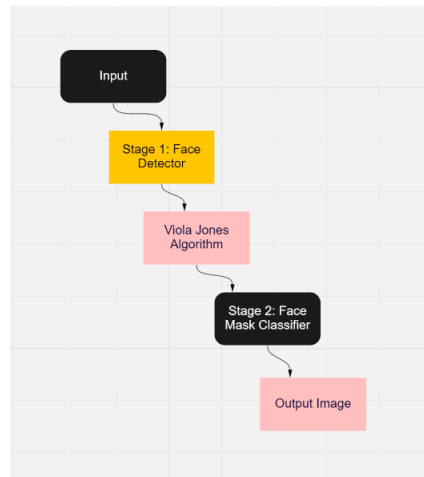 Input
Stage 1: Face
Detector
Viola Jones
Algorithm
Stage 2: Face
Mask Classifier
Output Image